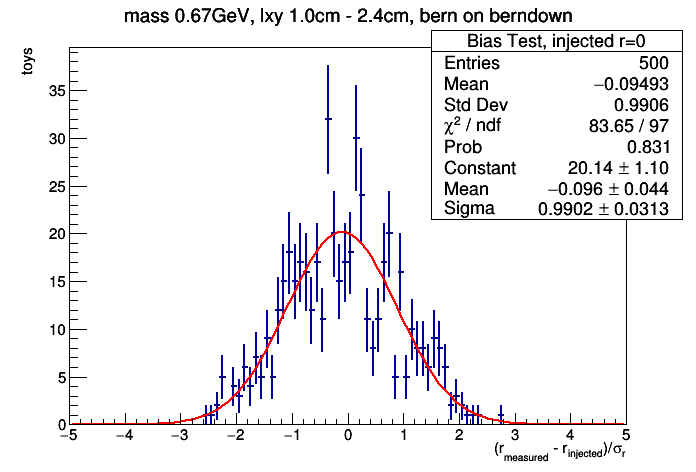 mass 0.67GeV, lxy 1.0cm - 2.4cm, bern on berndown
toys
Bias Test, injected r=0
Entries 500
Mean −0.09493
Std Dev 0.9906
χ² / ndf 83.65 / 97
Prob 0.831
Constant 20.14 ± 1.10
Mean −0.096 ± 0.044
Sigma 0.9902 ± 0.0313
35
30
25
20
15
10
5
0
−5 −4 −3 −2 −1 0 1 2 3 4 5
(r_measured - r_injected)/σ_r